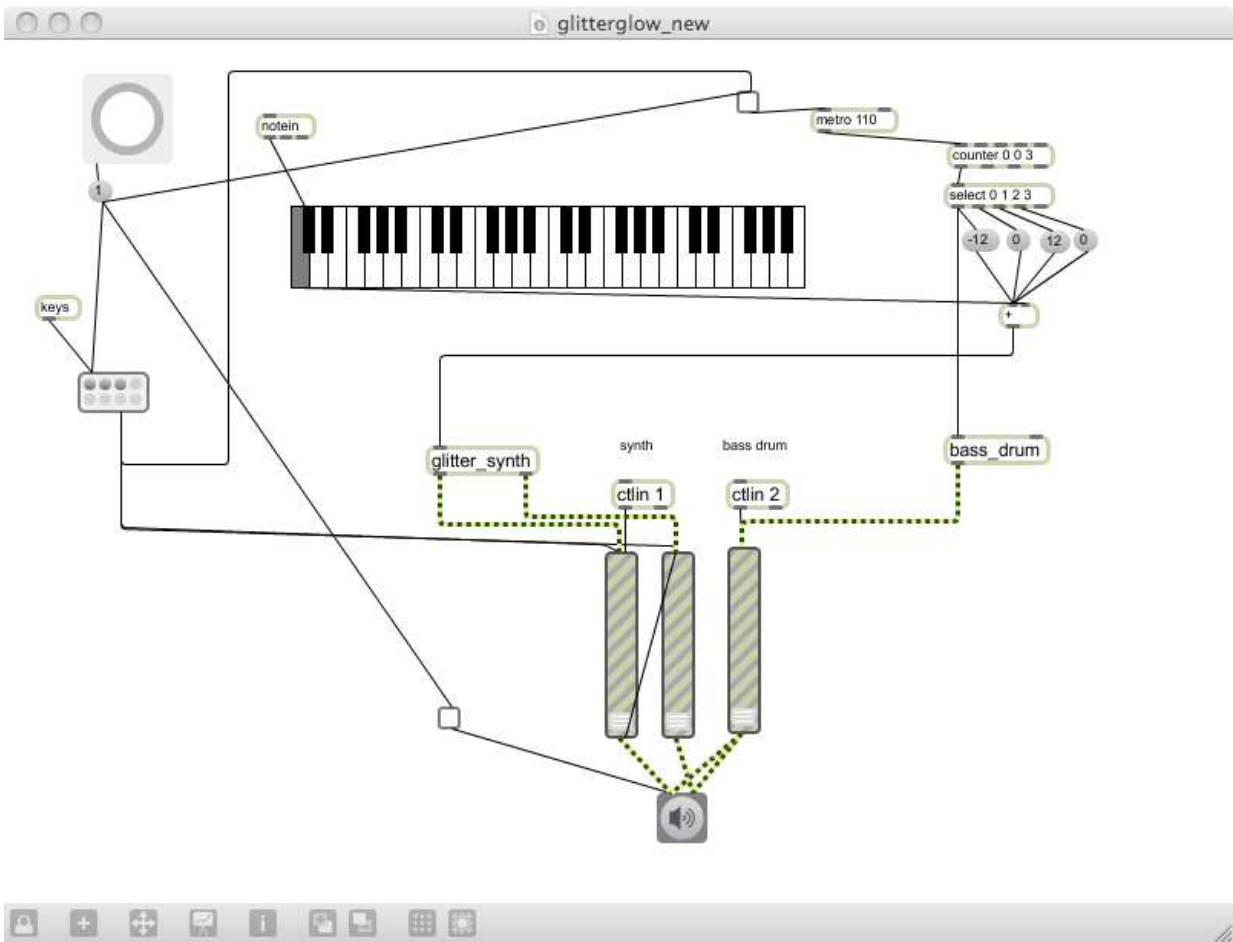 glitterglow_new
notein
metro 110
counter 0 0 3
select 0 1 2 3
1
-12
0
12
0
keys
+
synth
bass drum
glitter_synth
bass_drum
ctlin 1
ctlin 2